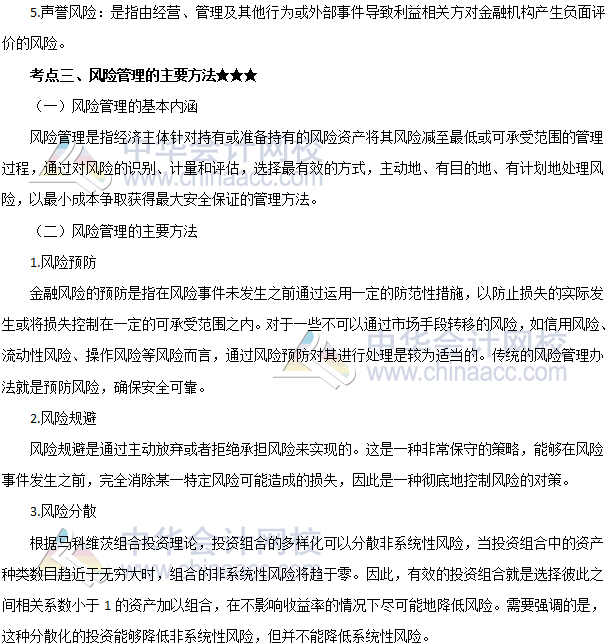 5.声誉风险：是指由经营、管理及其他行为或外部事件导致利益相关方对金融机构产生负面评
价的风险。
考点三、风险管理的主要方法★★★
（一）风险管理的基本内涵
风险管理是指经济主体针对持有或准备持有的风险资产将其风险减至最低或可承受范围的管理
过程，通过对风险的识别、计量和评估，选择最有效的方式，主动地、有目的地、有计划地处理风
险，以最小成本争取获得最大安全保证的管理方法。
（二）风险管理的主要方法
1.风险预防
金融风险的预防是指在风险事件未发生之前通过运用一定的防范性措施，以防止损失的实际发
生或将损失控制在一定的可承受范围之内。对于一些不可以通过市场手段转移的风险，如信用风险、
流动性风险、操作风险等风险而言，通过风险预防对其进行处理是较为适当的。传统的风险管理办
法就是预防风险，确保安全可靠。
2.风险规避
风险规避是通过主动放弃或者拒绝承担风险来实现的。这是一种非常保守的策略，能够在风险
事件发生之前，完全消除某一特定风险可能造成的损失，因此是一种彻底地控制风险的对策。
3.风险分散
根据马科维茨组合投资理论，投资组合的多样化可以分散非系统性风险，当投资组合中的资产
种类数目趋近于无穷大时，组合的非系统性风险将趋于零。因此，有效的投资组合就是选择彼此之
间相关系数小于 1 的资产加以组合，在不影响收益率的情况下尽可能地降低风险。需要强调的是，
这种分散化的投资能够降低非系统性风险，但并不能降低系统性风险。
中华会计网校
www.chinaacc.com
中华会计网校
www.chinaacc.com
中华会计网校
www.chinaacc.com